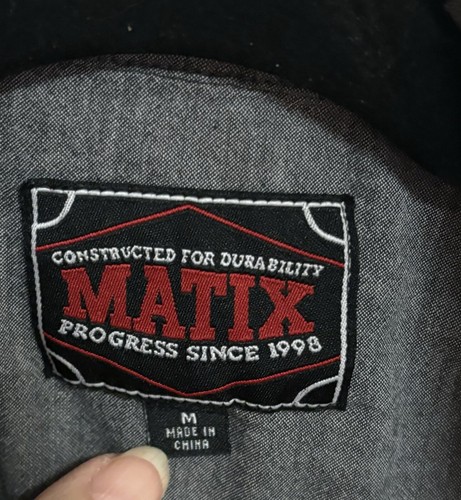 CONSTRUCTED FOR DURABILITY
MATIX
PROGRESS SINCE 1998
M
MADE IN
CHINA